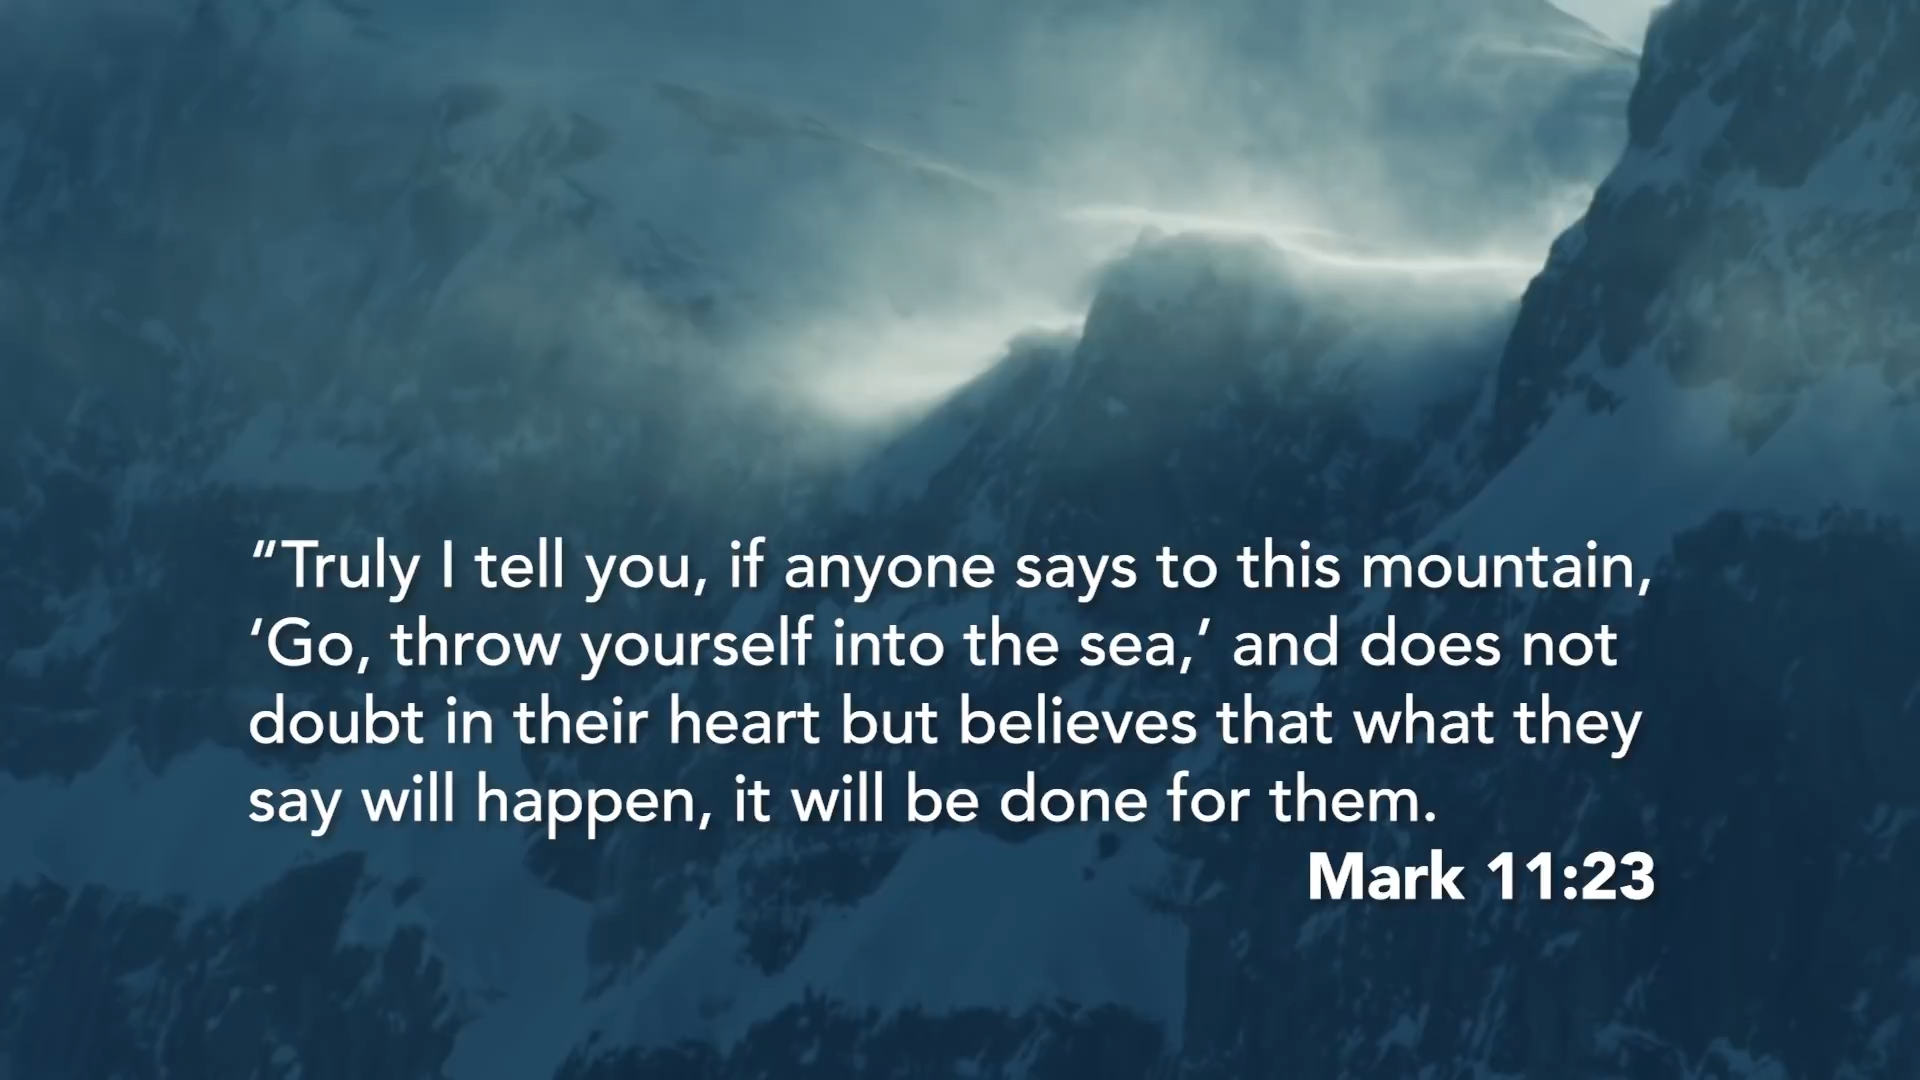 “Truly I tell you, if anyone says to this mountain,
‘Go, throw yourself into the sea,’ and does not
doubt in their heart but believes that what they
say will happen, it will be done for them.
Mark 11:23